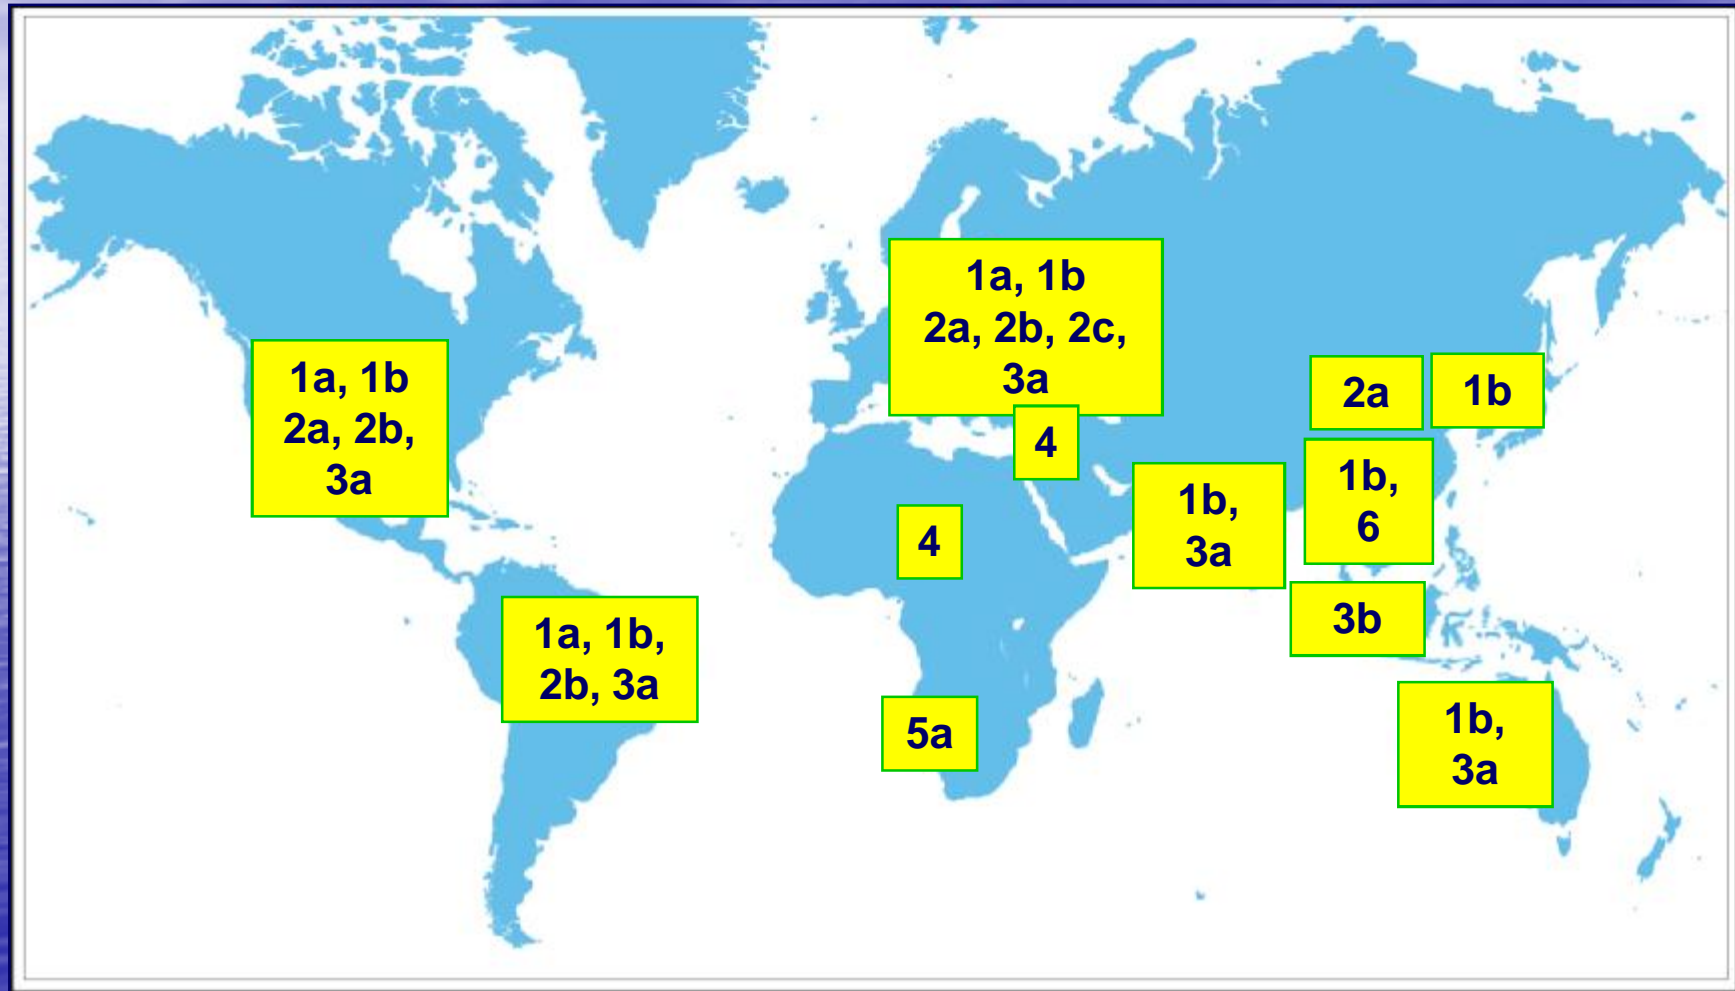 1a, 1b
2a, 2b, 2c,
3a
1a, 1b
2a, 2b,
3a
2a
1b
4
1b,
6
1b,
3a
4
3b
1a, 1b,
2b, 3a
5a
1b,
3a